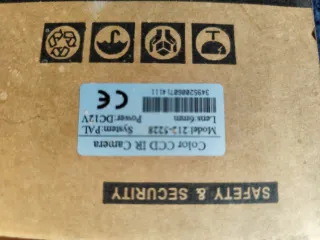 SAFETY & SECURITY
Color CCD IR Camera
Model 212-5228 System: PAL
Lens: 6mm Power: DC12V
CE